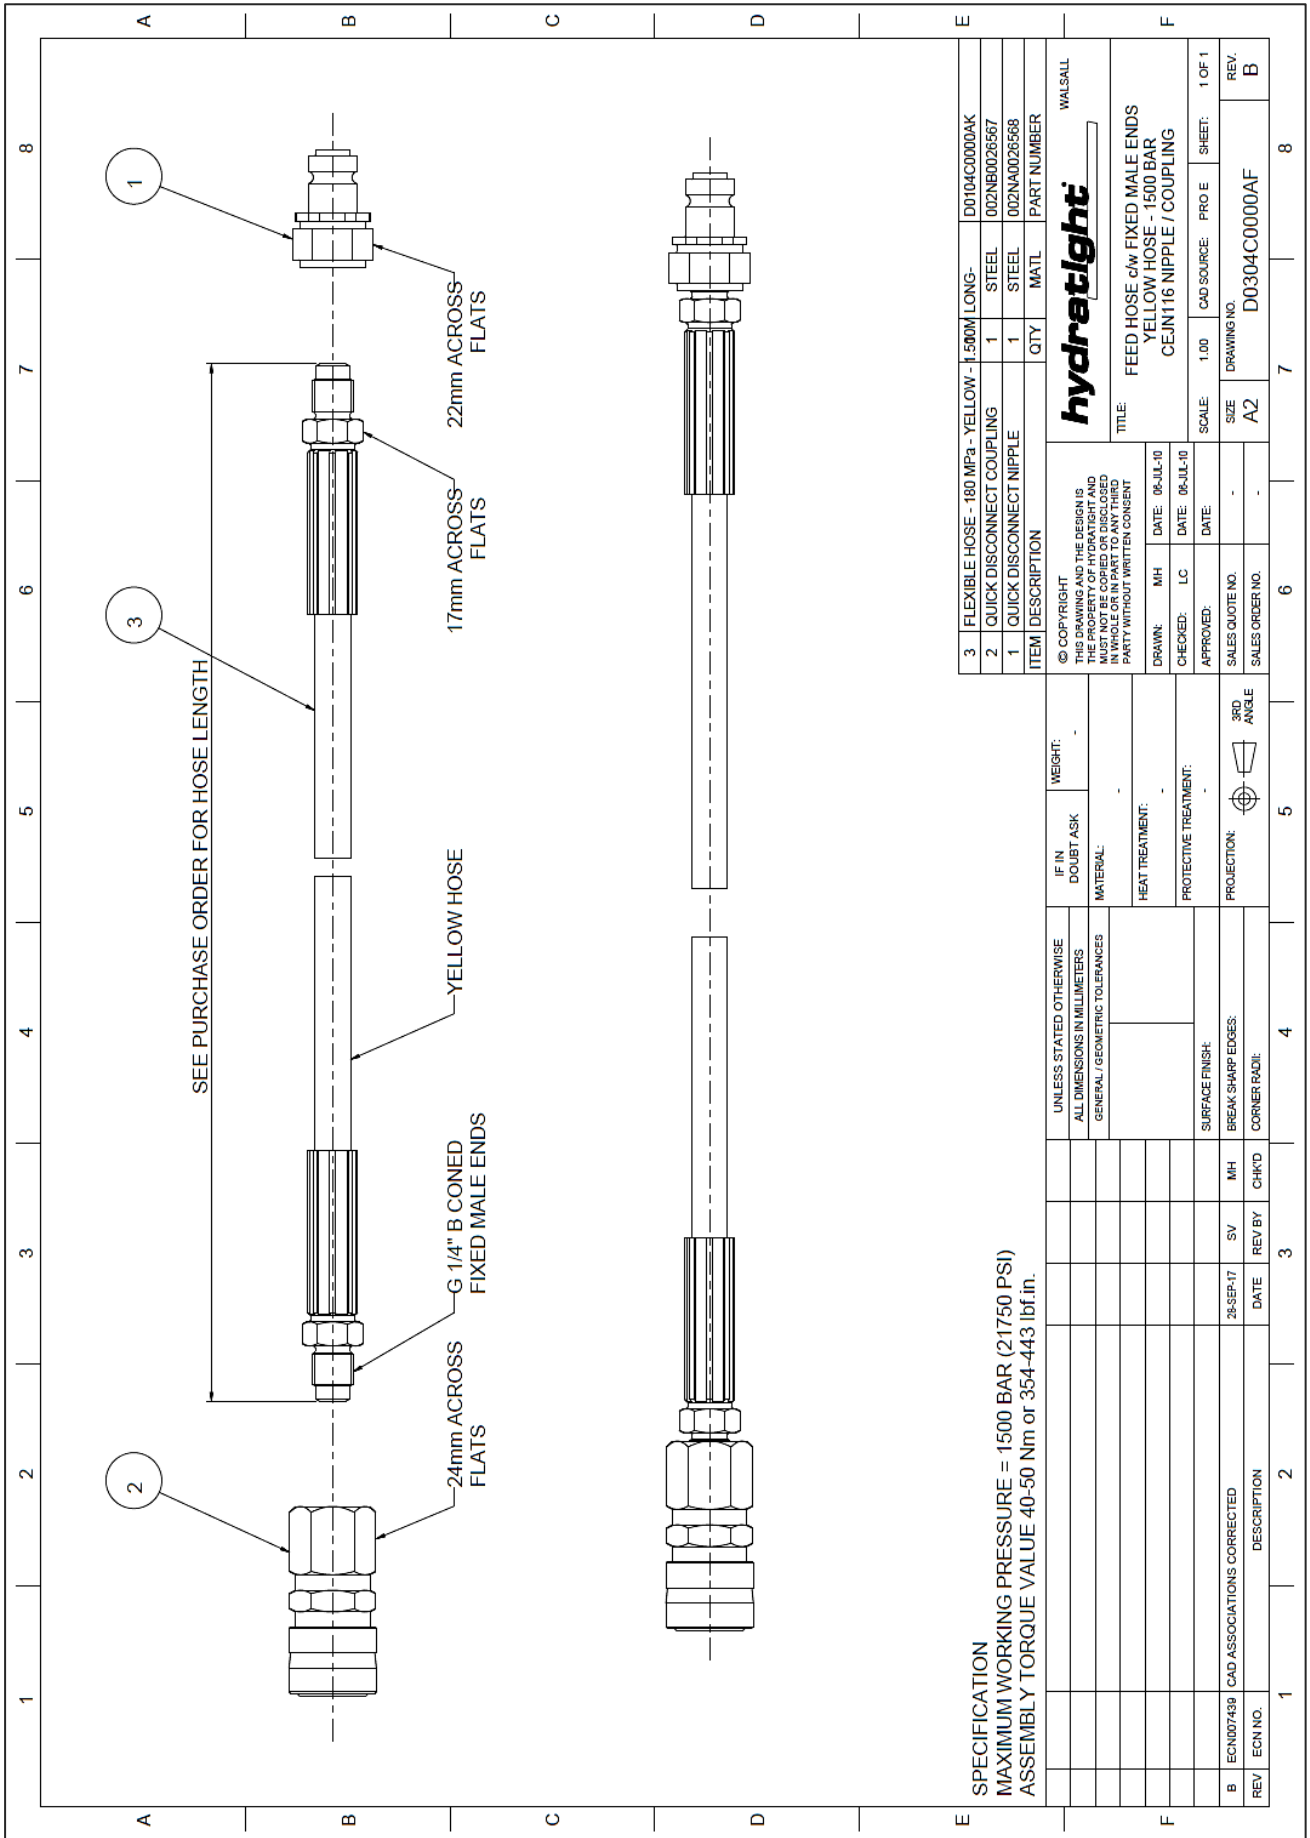 1 2 3 4 5 6 7 8
A A
B B
C C
D D
E E
F F
SEE PURCHASE ORDER FOR HOSE LENGTH
2
3
1
24mm ACROSS
FLATS
G 1/4" B CONED
FIXED MALE ENDS
YELLOW HOSE
17mm ACROSS
FLATS
22mm ACROSS
FLATS
SPECIFICATION
MAXIMUM WORKING PRESSURE = 1500 BAR (21750 PSI)
ASSEMBLY TORQUE VALUE 40-50 Nm or 354-443 lbf.in.
3 FLEXIBLE HOSE - 180 MPa - YELLOW - LONG- D0104C0000AK
2 QUICK DISCONNECT COUPLING 1 STEEL 002NB0026567
1 QUICK DISCONNECT NIPPLE 1 STEEL 002NA0026568
ITEM DESCRIPTION QTY MATL PART NUMBER
B ECN007439 CAD ASSOCIATIONS CORRECTED 28-SEP-17 SV MH
REV ECN NO. DESCRIPTION DATE REV BY CHK'D
UNLESS STATED OTHERWISE
ALL DIMENSIONS IN MILLIMETERS
GENERAL / GEOMETRIC TOLERANCES
SURFACE FINISH:
BREAK SHARP EDGES:
CORNER RADII:
IF IN
DOUBT ASK
WEIGHT:
-
MATERIAL:
-
HEAT TREATMENT:
-
PROTECTIVE TREATMENT:
-
PROJECTION:
3RD
ANGLE
© COPYRIGHT
THIS DRAWING AND THE DESIGN IS
THE PROPERTY OF HYDRATIGHT AND
MUST NOT BE COPIED OR DISCLOSED
IN WHOLE OR IN PART TO ANY THIRD
PARTY WITHOUT WRITTEN CONSENT
DRAWN: MH DATE: 06-JUL-10
CHECKED: LC DATE: 06-JUL-10
APPROVED: DATE:
SALES QUOTE NO. -
SALES ORDER NO. -
hydratight WALSALL
TITLE:
FEED HOSE c/w FIXED MALE ENDS
YELLOW HOSE - 1500 BAR
CEJN116 NIPPLE / COUPLING
SCALE: 1.00 CAD SOURCE: PRO E SHEET: 1 OF 1
SIZE DRAWING NO. REV.
A2 D0304C0000AF B
1 2 3 4 5 6 7 8